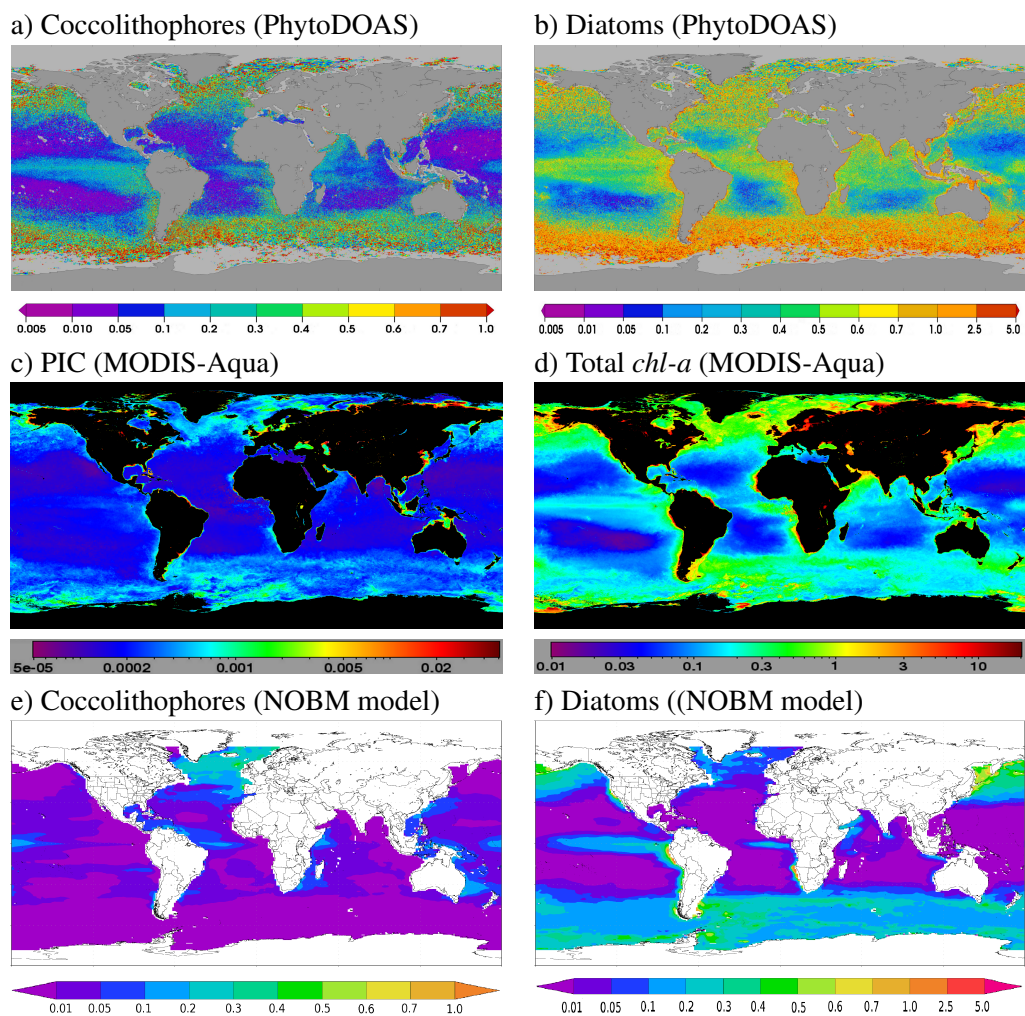 a) Coccolithophores (PhytoDOAS)
b) Diatoms (PhytoDOAS)
0.005 0.010 0.05 0.1 0.2 0.3 0.4 0.5 0.6 0.7 1.0
0.005 0.01 0.05 0.1 0.2 0.3 0.4 0.5 0.6 0.7 1.0 2.5 5.0
c) PIC (MODIS-Aqua)
d) Total chl-a (MODIS-Aqua)
5e-05 0.0002 0.001 0.005 0.02
0.01 0.03 0.1 0.3 1 3 10
e) Coccolithophores (NOBM model)
f) Diatoms ((NOBM model)
0.01 0.05 0.1 0.2 0.3 0.4 0.5 0.6 0.7 1.0
0.01 0.05 0.1 0.2 0.3 0.4 0.5 0.6 0.7 1.0 2.5 5.0